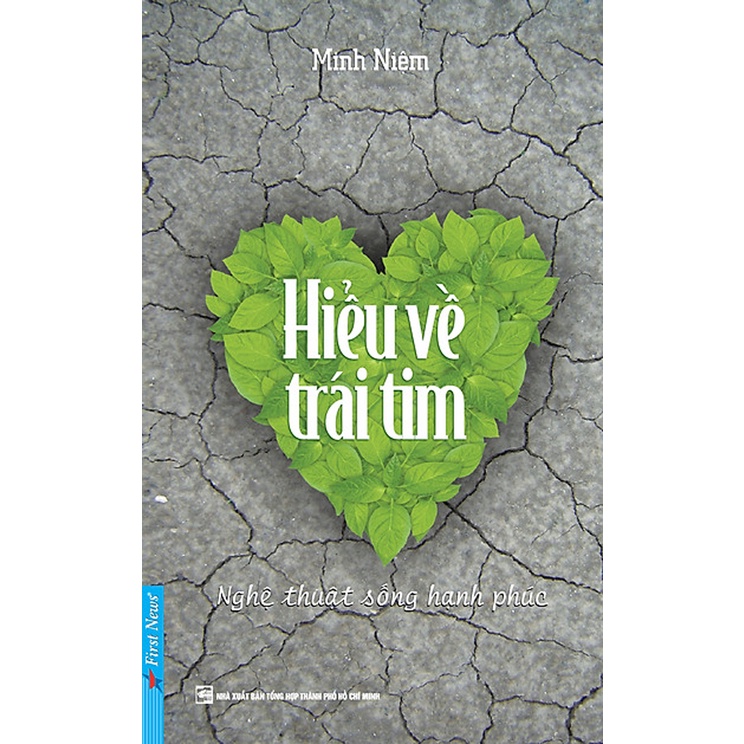 Minh Niệm
Hiểu về
trái tim
Nghệ thuật sống hạnh phúc
First News®
NHÀ XUẤT BẢN TỔNG HỢP THÀNH PHỐ HỒ CHÍ MINH